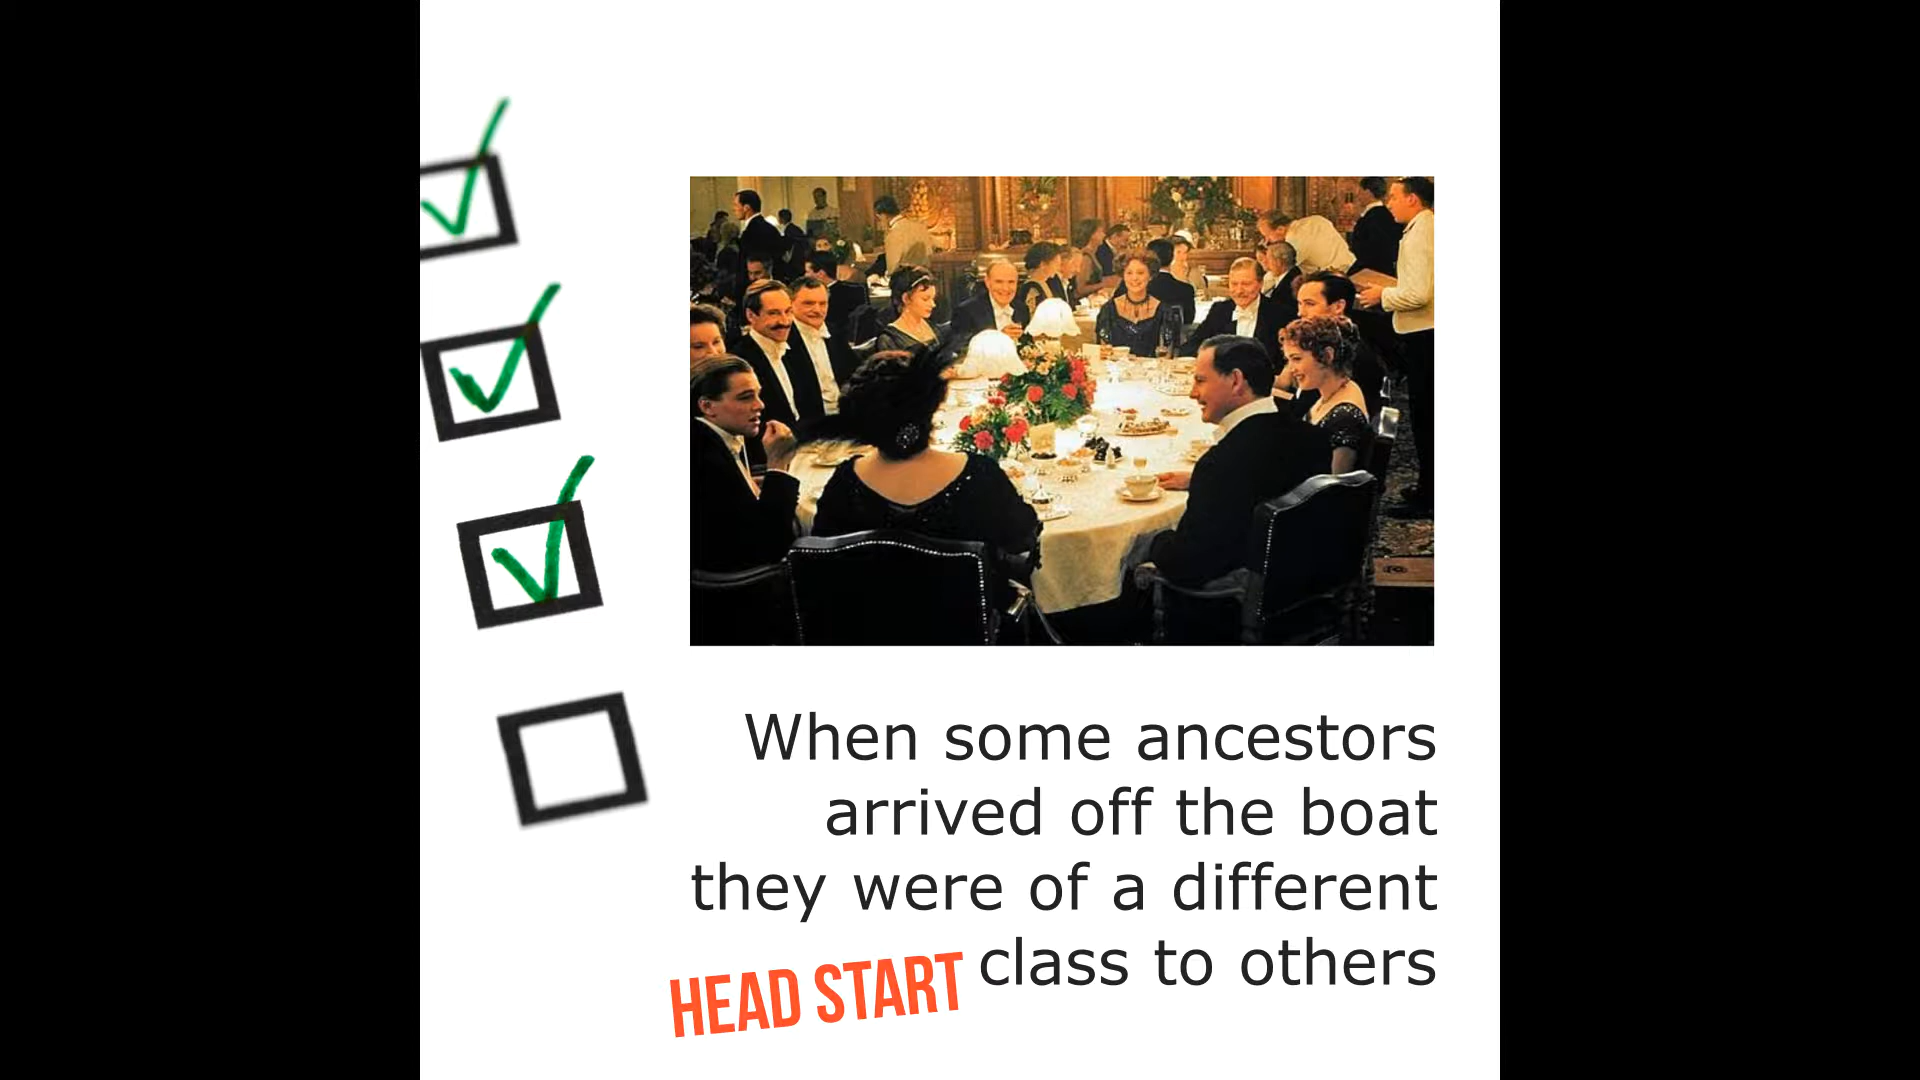 When some ancestors
arrived off the boat
they were of a different
class to others
HEAD START